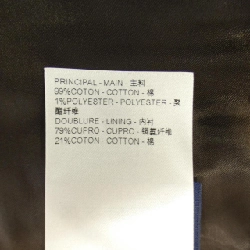 PRINCIPAL - MAIN - 主料
99%COTON - COTTON - 棉
1%POLYESTER - POLYESTER - 聚
酯纤维
DOUBLURE - LINING - 内衬
79%CUPRO - CUPRO - 铜氨纤维
21%COTON - COTTON - 棉